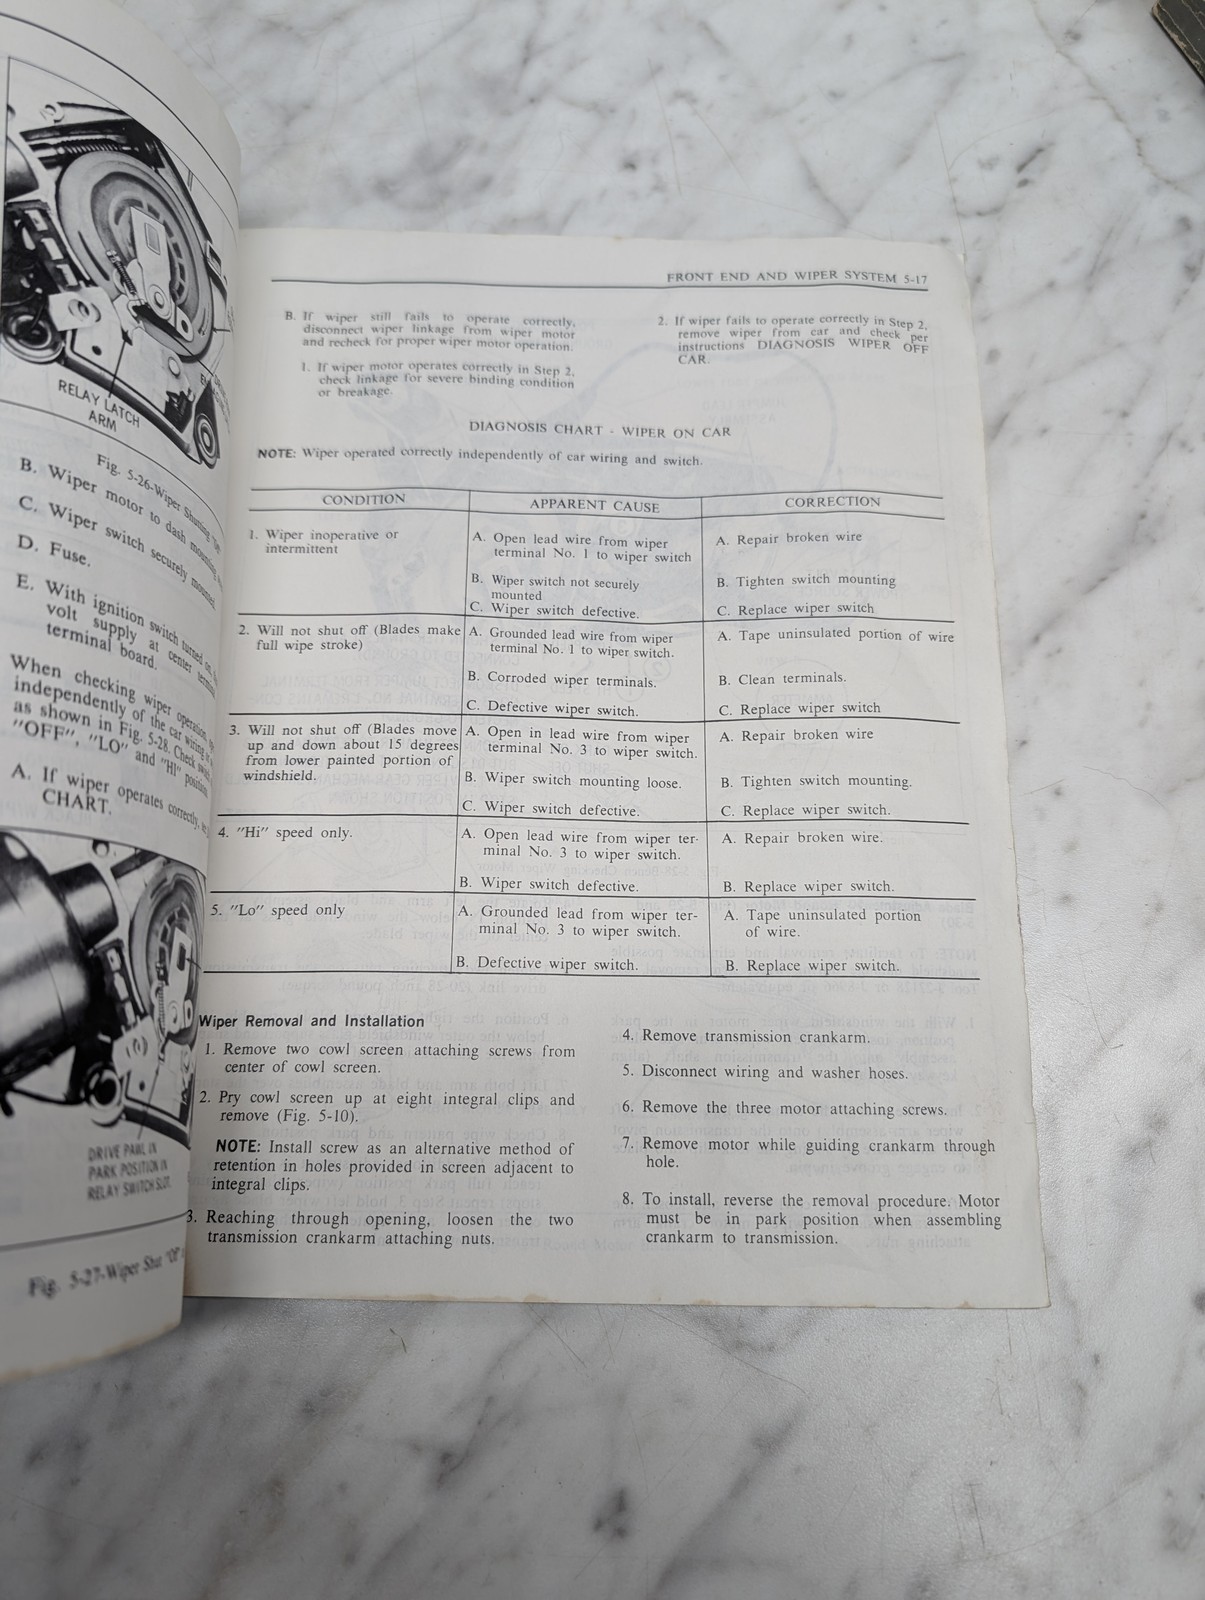 RELAY LATCH
ARM
Fig. 5-26-Wiper Shutting "Off"
B. Wiper motor to dash mounting
C. Wiper switch securely mounted.
D. Fuse.
E. With ignition switch turned on,
volt supply at center terminal
terminal board.
When checking wiper operation,
independently of the car wiring
as shown in Fig. 5-28. Check
"OFF", "LO" and "HI" position
A. If wiper operates correctly,
CHART.
DRIVE PAWL IN
PARK POSITION IN
RELAY SWITCH SLOT
Fig. 5-27-Wiper Shut "Off"
FRONT END AND WIPER SYSTEM 5-17
B. If wiper still fails to operate correctly,
disconnect wiper linkage from wiper motor
and recheck for proper wiper motor operation.
1. If wiper motor operates correctly in Step 2,
check linkage for severe binding condition
or breakage.
2. If wiper fails to operate correctly in Step 2,
remove wiper from car and check per
instructions DIAGNOSIS WIPER OFF
CAR.
DIAGNOSIS CHART - WIPER ON CAR
NOTE: Wiper operated correctly independently of car wiring and switch.
CONDITION
APPARENT CAUSE
CORRECTION
1. Wiper inoperative or
intermittent
A. Open lead wire from wiper
terminal No. 1 to wiper switch
A. Repair broken wire
B. Wiper switch not securely
mounted
B. Tighten switch mounting
C. Wiper switch defective.
C. Replace wiper switch
2. Will not shut off (Blades make
full wipe stroke)
A. Grounded lead wire from wiper
terminal No. 1 to wiper switch.
A. Tape uninsulated portion of wire
B. Corroded wiper terminals.
B. Clean terminals.
C. Defective wiper switch.
C. Replace wiper switch
3. Will not shut off (Blades move
up and down about 15 degrees
from lower painted portion of
windshield.
A. Open in lead wire from wiper
terminal No. 3 to wiper switch.
A. Repair broken wire
B. Wiper switch mounting loose.
B. Tighten switch mounting.
C. Wiper switch defective.
C. Replace wiper switch.
4. "Hi" speed only.
A. Open lead wire from wiper ter-
minal No. 3 to wiper switch.
A. Repair broken wire.
B. Wiper switch defective.
B. Replace wiper switch.
5. "Lo" speed only
A. Grounded lead from wiper ter-
minal No. 3 to wiper switch.
A. Tape uninsulated portion
of wire.
B. Defective wiper switch.
B. Replace wiper switch.
Wiper Removal and Installation
1. Remove two cowl screen attaching screws from
center of cowl screen.
2. Pry cowl screen up at eight integral clips and
remove (Fig. 5-10).
NOTE: Install screw as an alternative method of
retention in holes provided in screen adjacent to
integral clips.
3. Reaching through opening, loosen the two
transmission crankarm attaching nuts.
4. Remove transmission crankarm.
5. Disconnect wiring and washer hoses.
6. Remove the three motor attaching screws.
7. Remove motor while guiding crankarm through
hole.
8. To install, reverse the removal procedure. Motor
must be in park position when assembling
crankarm to transmission.